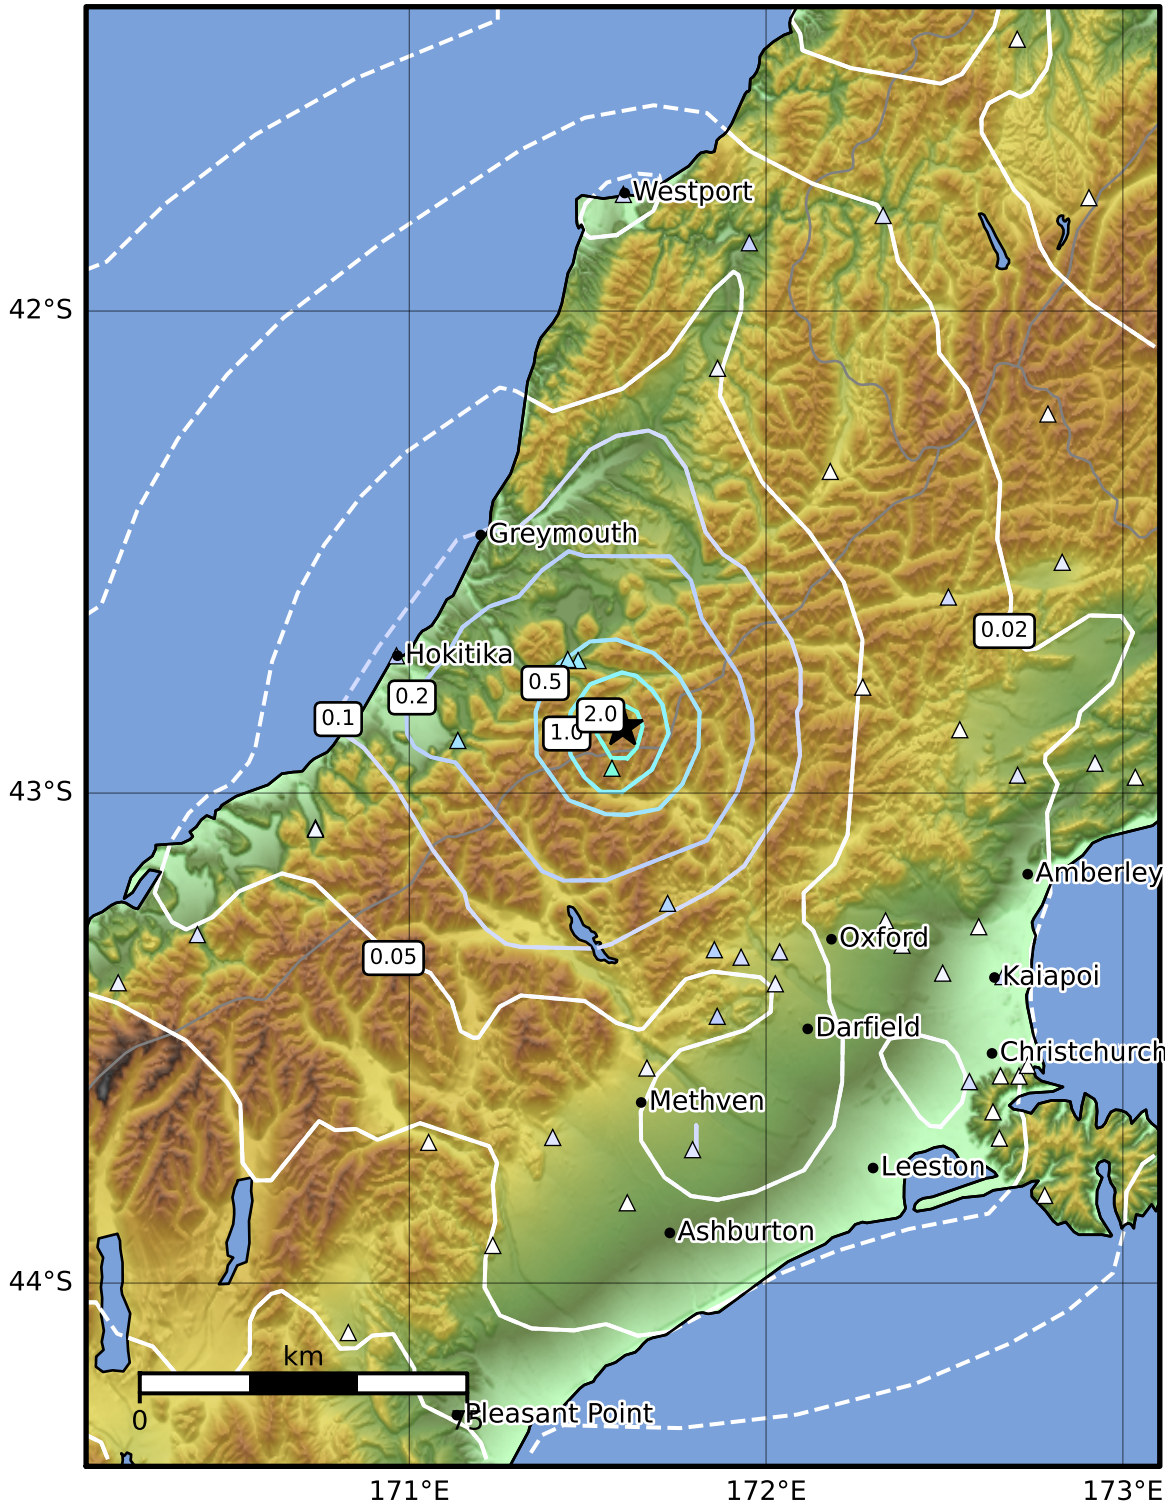 Westport
42°S
Greymouth
0.02
Hokitika
0.5
0.2
0.1
2.0
1.0
43°S
Amberley
Oxford
0.05
Kaiapoi
Darfield
Christchurch
Methven
Leeston
Ashburton
44°S
km
0
75
Pleasant Point
171°E
172°E
173°E